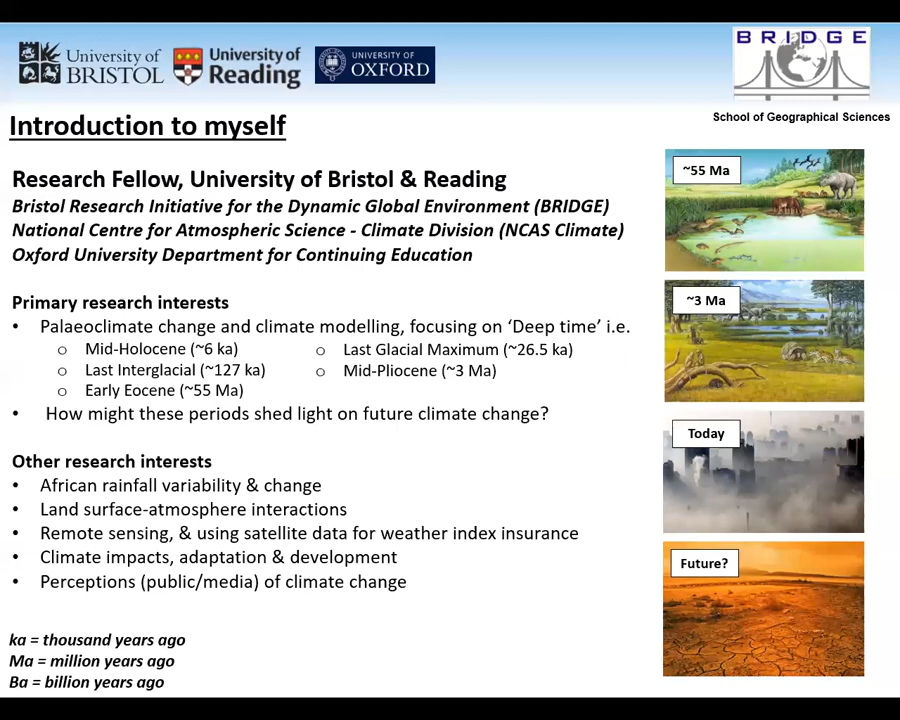 University of
BRISTOL
University of
Reading
UNIVERSITY OF
OXFORD
BRIDGE
School of Geographical Sciences
Introduction to myself
Research Fellow, University of Bristol & Reading
Bristol Research Initiative for the Dynamic Global Environment (BRIDGE)
National Centre for Atmospheric Science - Climate Division (NCAS Climate)
Oxford University Department for Continuing Education
Primary research interests
• Palaeoclimate change and climate modelling, focusing on ‘Deep time’ i.e.
o Mid-Holocene (~6 ka)
o Last Interglacial (~127 ka)
o Early Eocene (~55 Ma)
o Last Glacial Maximum (~26.5 ka)
o Mid-Pliocene (~3 Ma)
• How might these periods shed light on future climate change?
Other research interests
• African rainfall variability & change
• Land surface-atmosphere interactions
• Remote sensing, & using satellite data for weather index insurance
• Climate impacts, adaptation & development
• Perceptions (public/media) of climate change
ka = thousand years ago
Ma = million years ago
Ba = billion years ago
~55 Ma
~3 Ma
Today
Future?